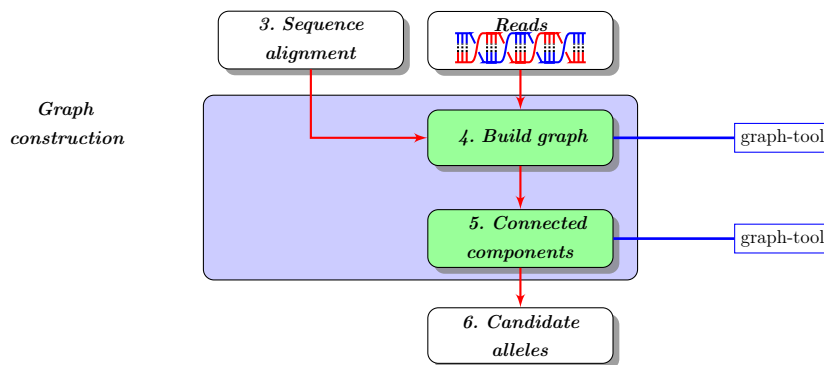 3. Sequence
alignment
Reads
Graph
construction
4. Build graph
graph-tool
5. Connected
components
graph-tool
6. Candidate
alleles